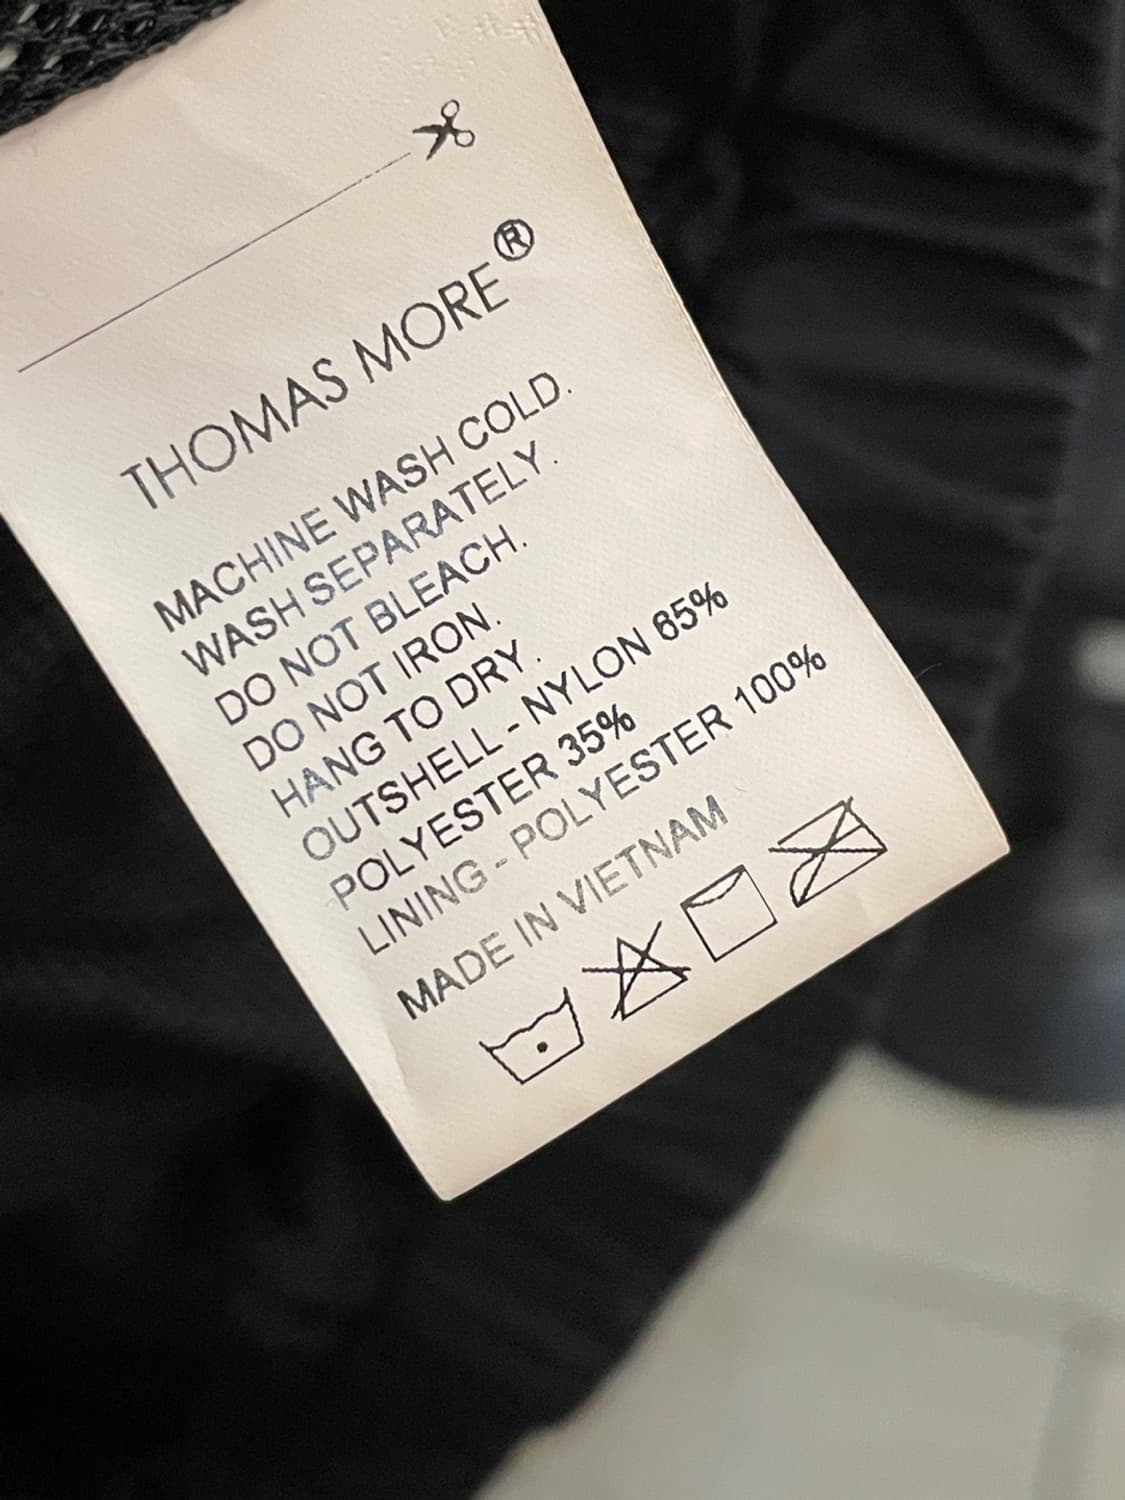 THOMAS MORE®
MACHINE WASH COLD.
WASH SEPARATELY.
DO NOT BLEACH.
DO NOT IRON.
HANG TO DRY.
OUTSHELL - NYLON 65%
POLYESTER 35%
LINING - POLYESTER 100%
MADE IN VIETNAM